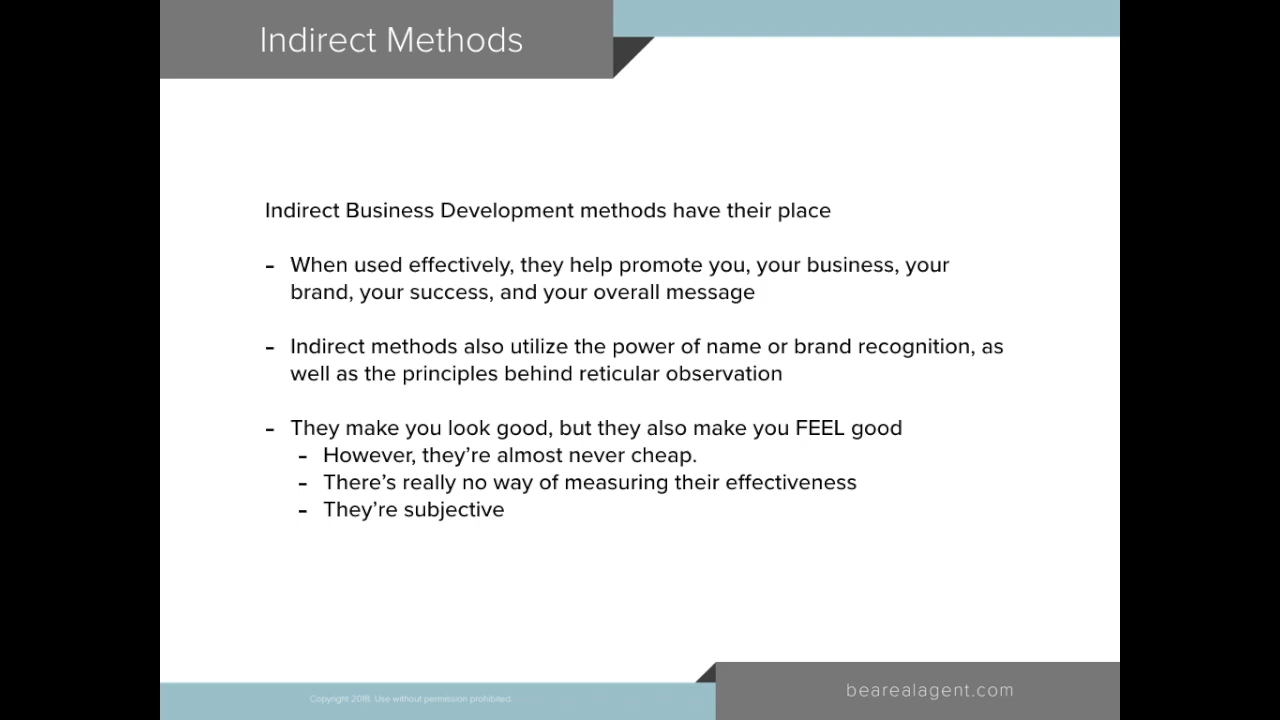 Indirect Methods
Indirect Business Development methods have their place
- When used effectively, they help promote you, your business, your
brand, your success, and your overall message
- Indirect methods also utilize the power of name or brand recognition, as
well as the principles behind reticular observation
- They make you look good, but they also make you FEEL good
- However, they're almost never cheap.
- There's really no way of measuring their effectiveness
- They're subjective
Copyright 2018. Use without permission prohibited.
bearealagent.com